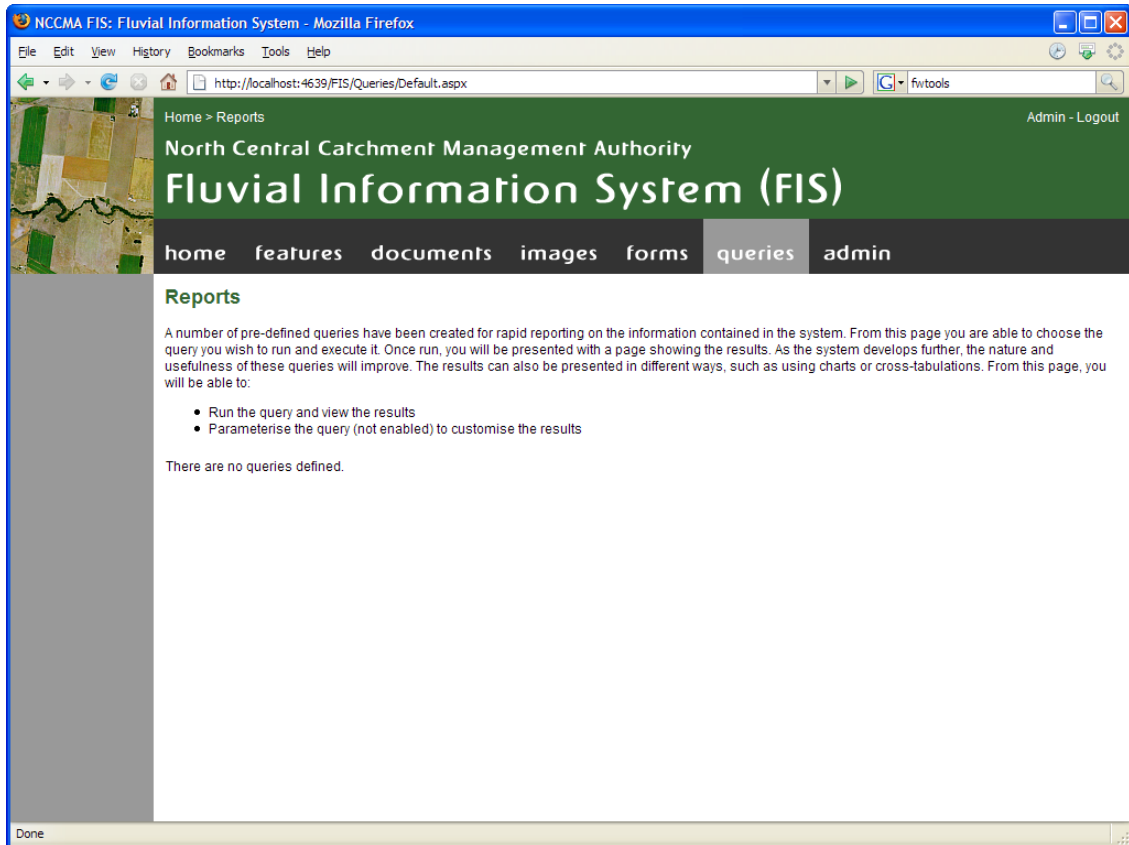 NCCMA FIS: Fluvial Information System - Mozilla Firefox
File Edit View History Bookmarks Tools Help
http://localhost:4639/FIS/Queries/Default.aspx
G fwtools
Home > Reports
Admin - Logout
North Central Catchment Management Authority
Fluvial Information System (FIS)
home features documents images forms queries admin
Reports
A number of pre-defined queries have been created for rapid reporting on the information contained in the system. From this page you are able to choose the
query you wish to run and execute it. Once run, you will be presented with a page showing the results. As the system develops further, the nature and
usefulness of these queries will improve. The results can also be presented in different ways, such as using charts or cross-tabulations. From this page, you
will be able to:
• Run the query and view the results
• Parameterise the query (not enabled) to customise the results
There are no queries defined.
Done